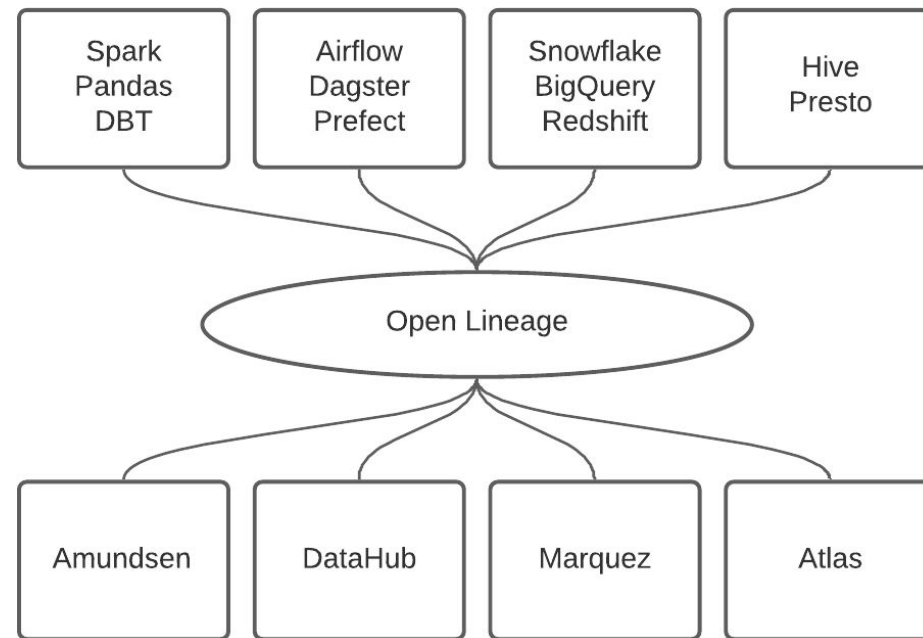 Spark
Pandas
DBT
Airflow
Dagster
Prefect
Snowflake
BigQuery
Redshift
Hive
Presto
Open Lineage
Amundsen
DataHub
Marquez
Atlas